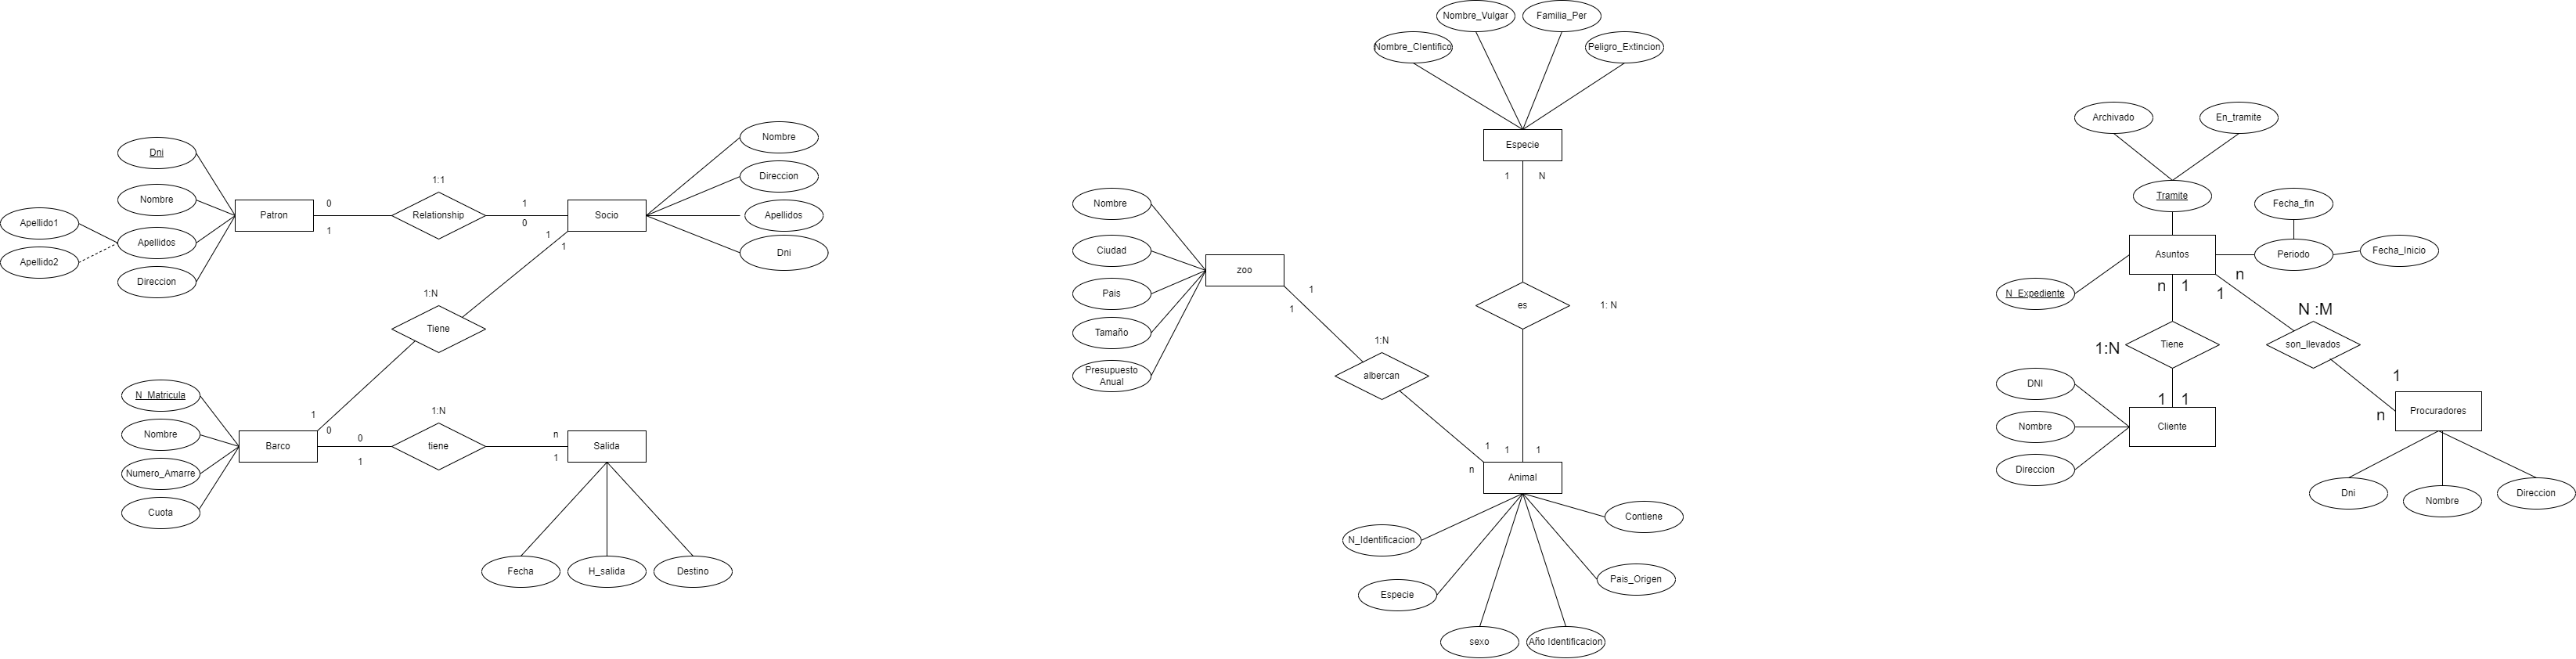 Dni
Nombre
Apellido1
Apellidos
Apellido2
Direccion
Patron
0
1
1:1
Relationship
1
0
Socio
1
1
Nombre
Direccion
Apellidos
Dni
1:N
Tiene
N_Matricula
Nombre
Numero_Amarre
Cuota
Barco
1
0
0
1
1:N
tiene
n
1
Salida
Fecha
H_salida
Destino
Nombre_Vulgar
Familia_Per
Nombre_CIentifico
Peligro_Extincion
Especie
1
N
Nombre
Ciudad
Pais
Tamaño
Presupuesto
Anual
zoo
1
1
es
1: N
1:N
albercan
1
n
1
1
Animal
N_Identificacion
Contiene
Especie
Pais_Origen
sexo
Año Identificacion
Archivado
En_tramite
Tramite
Fecha_fin
Asuntos
Periodo
Fecha_Inicio
N_Expediente
n
1
n
1
N :M
1:N
Tiene
son_llevados
DNI
Nombre
Direccion
1
1
Cliente
1
n
Procuradores
Dni
Nombre
Direccion